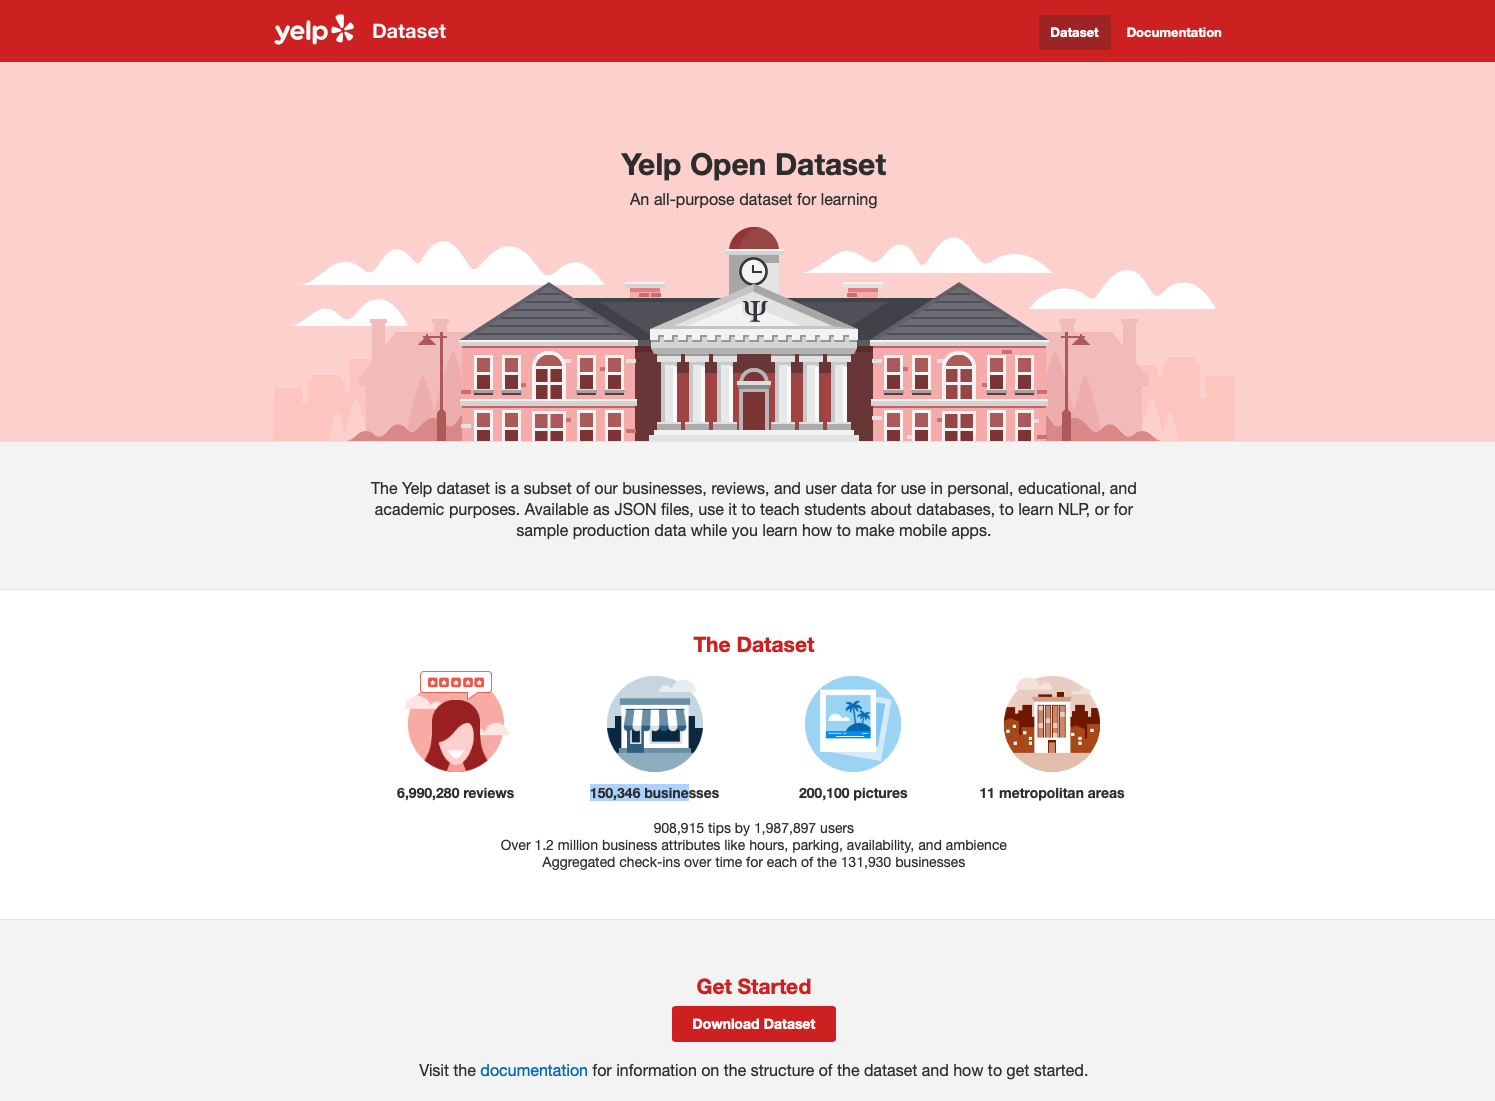 yelp Dataset
Dataset Documentation
Yelp Open Dataset
An all-purpose dataset for learning
Ψ
The Yelp dataset is a subset of our businesses, reviews, and user data for use in personal, educational, and
academic purposes. Available as JSON files, use it to teach students about databases, to learn NLP, or for
sample production data while you learn how to make mobile apps.
The Dataset
6,990,280 reviews
150,346 businesses
200,100 pictures
11 metropolitan areas
908,915 tips by 1,987,897 users
Over 1.2 million business attributes like hours, parking, availability, and ambience
Aggregated check-ins over time for each of the 131,930 businesses
Get Started
Download Dataset
Visit the documentation for information on the structure of the dataset and how to get started.